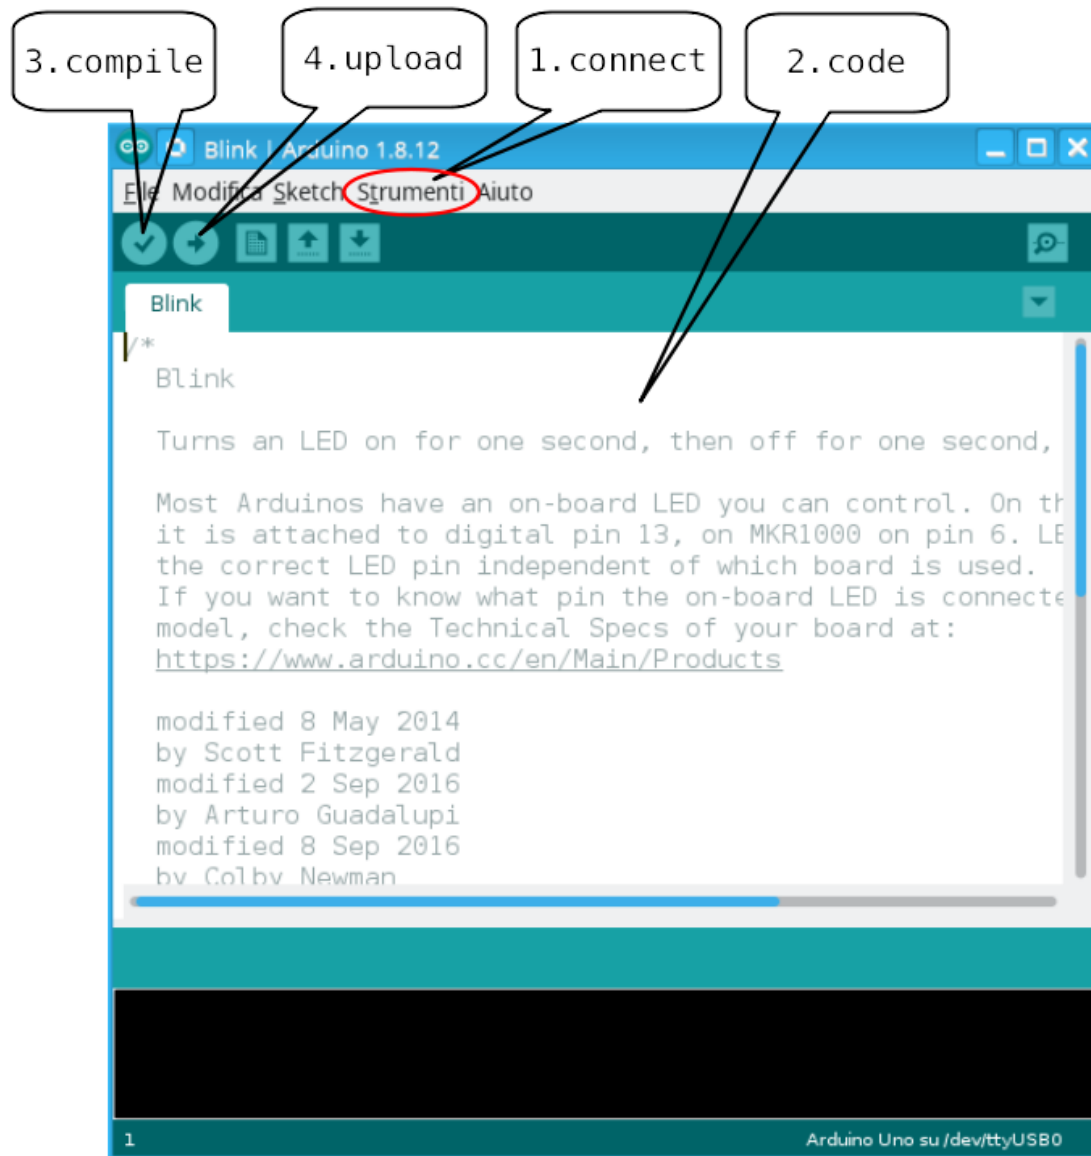 3.compile
4.upload
1.connect
2.code
Blink | Arduino 1.8.12
File Modifica Sketch Strumenti Aiuto
Blink
/*
Blink
Turns an LED on for one second, then off for one second,
Most Arduinos have an on-board LED you can control. On th
it is attached to digital pin 13, on MKR1000 on pin 6. LE
the correct LED pin independent of which board is used.
If you want to know what pin the on-board LED is connecte
model, check the Technical Specs of your board at:
https://www.arduino.cc/en/Main/Products
modified 8 May 2014
by Scott Fitzgerald
modified 2 Sep 2016
by Arturo Guadalupi
modified 8 Sep 2016
by Colby Newman
1
Arduino Uno su /dev/ttyUSB0